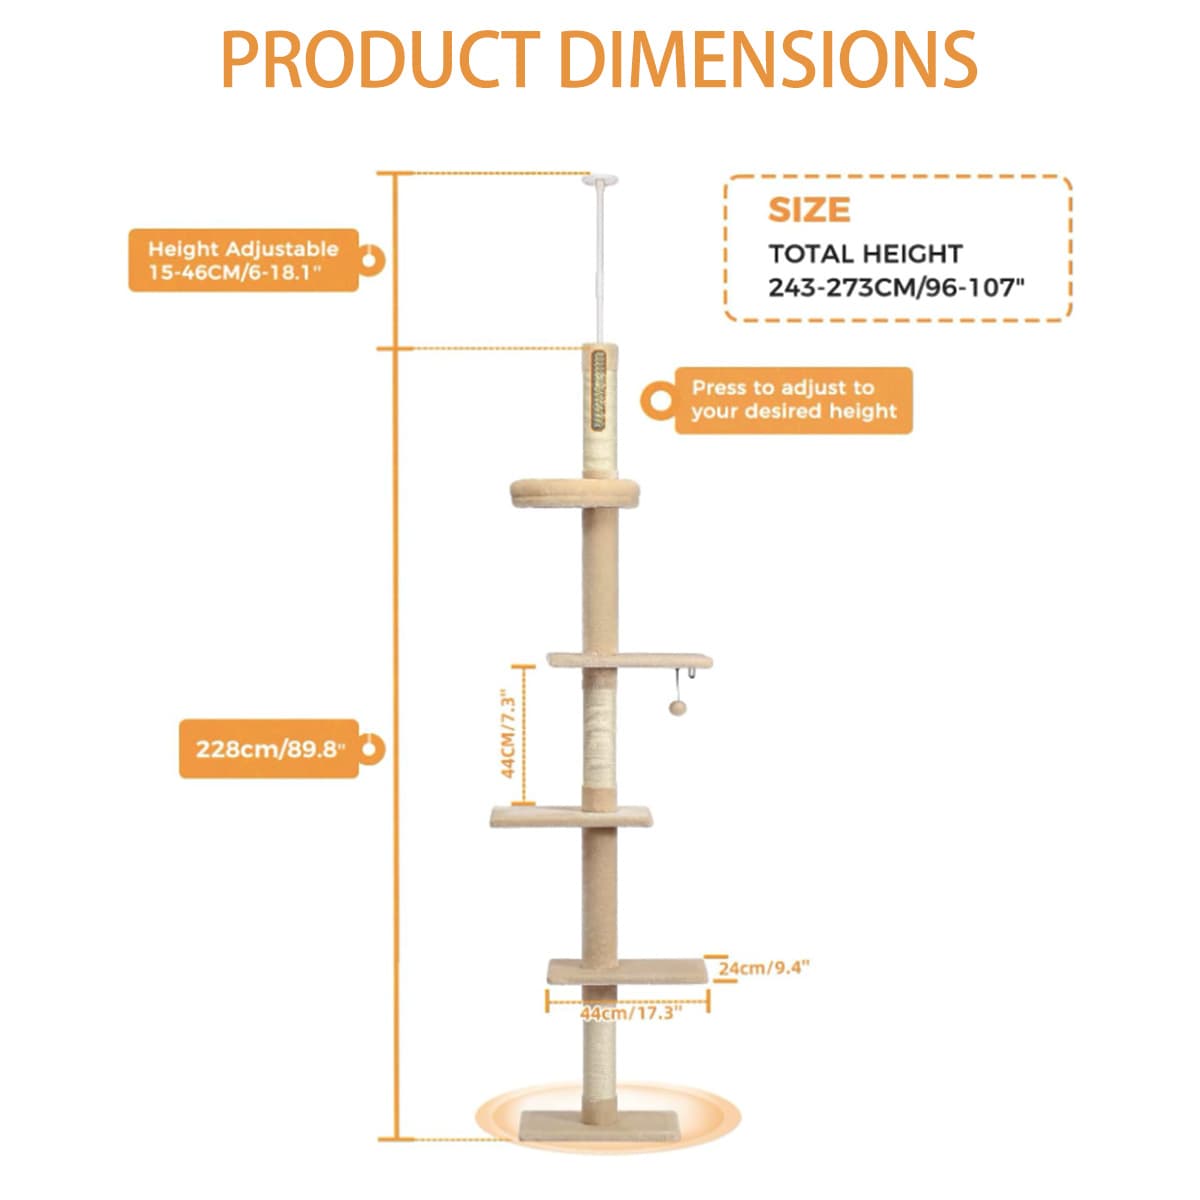 PRODUCT DIMENSIONS
Height Adjustable
15-46CM/6-18.1"
SIZE
TOTAL HEIGHT
243-273CM/96-107"
Press to adjust to
your desired height
44CM/7.3"
228cm/89.8"
24cm/9.4"
44cm/17.3"